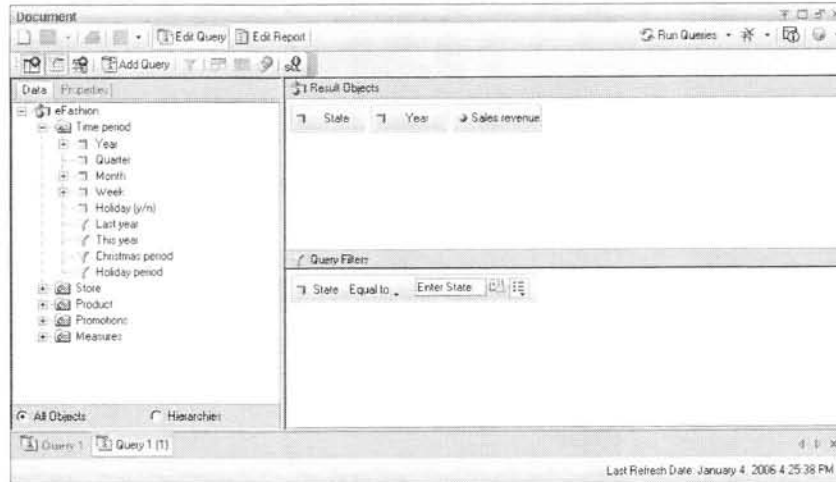 Document
Edit Query Edit Report Run Queries
Add Query
Data Properties
Result Objects
eFashion
Time period
Year
Quarter
Month
Week
Holiday (y/n)
Last year
This year
Christmas period
Holiday period
Store
Product
Promotions
Measures
State Year Sales revenue
Query Filters
State Equal to Enter State
All Objects Hierarchies
Query 1 Query 1 (1)
Last Refresh Date: January 4, 2006 4:25:38 PM